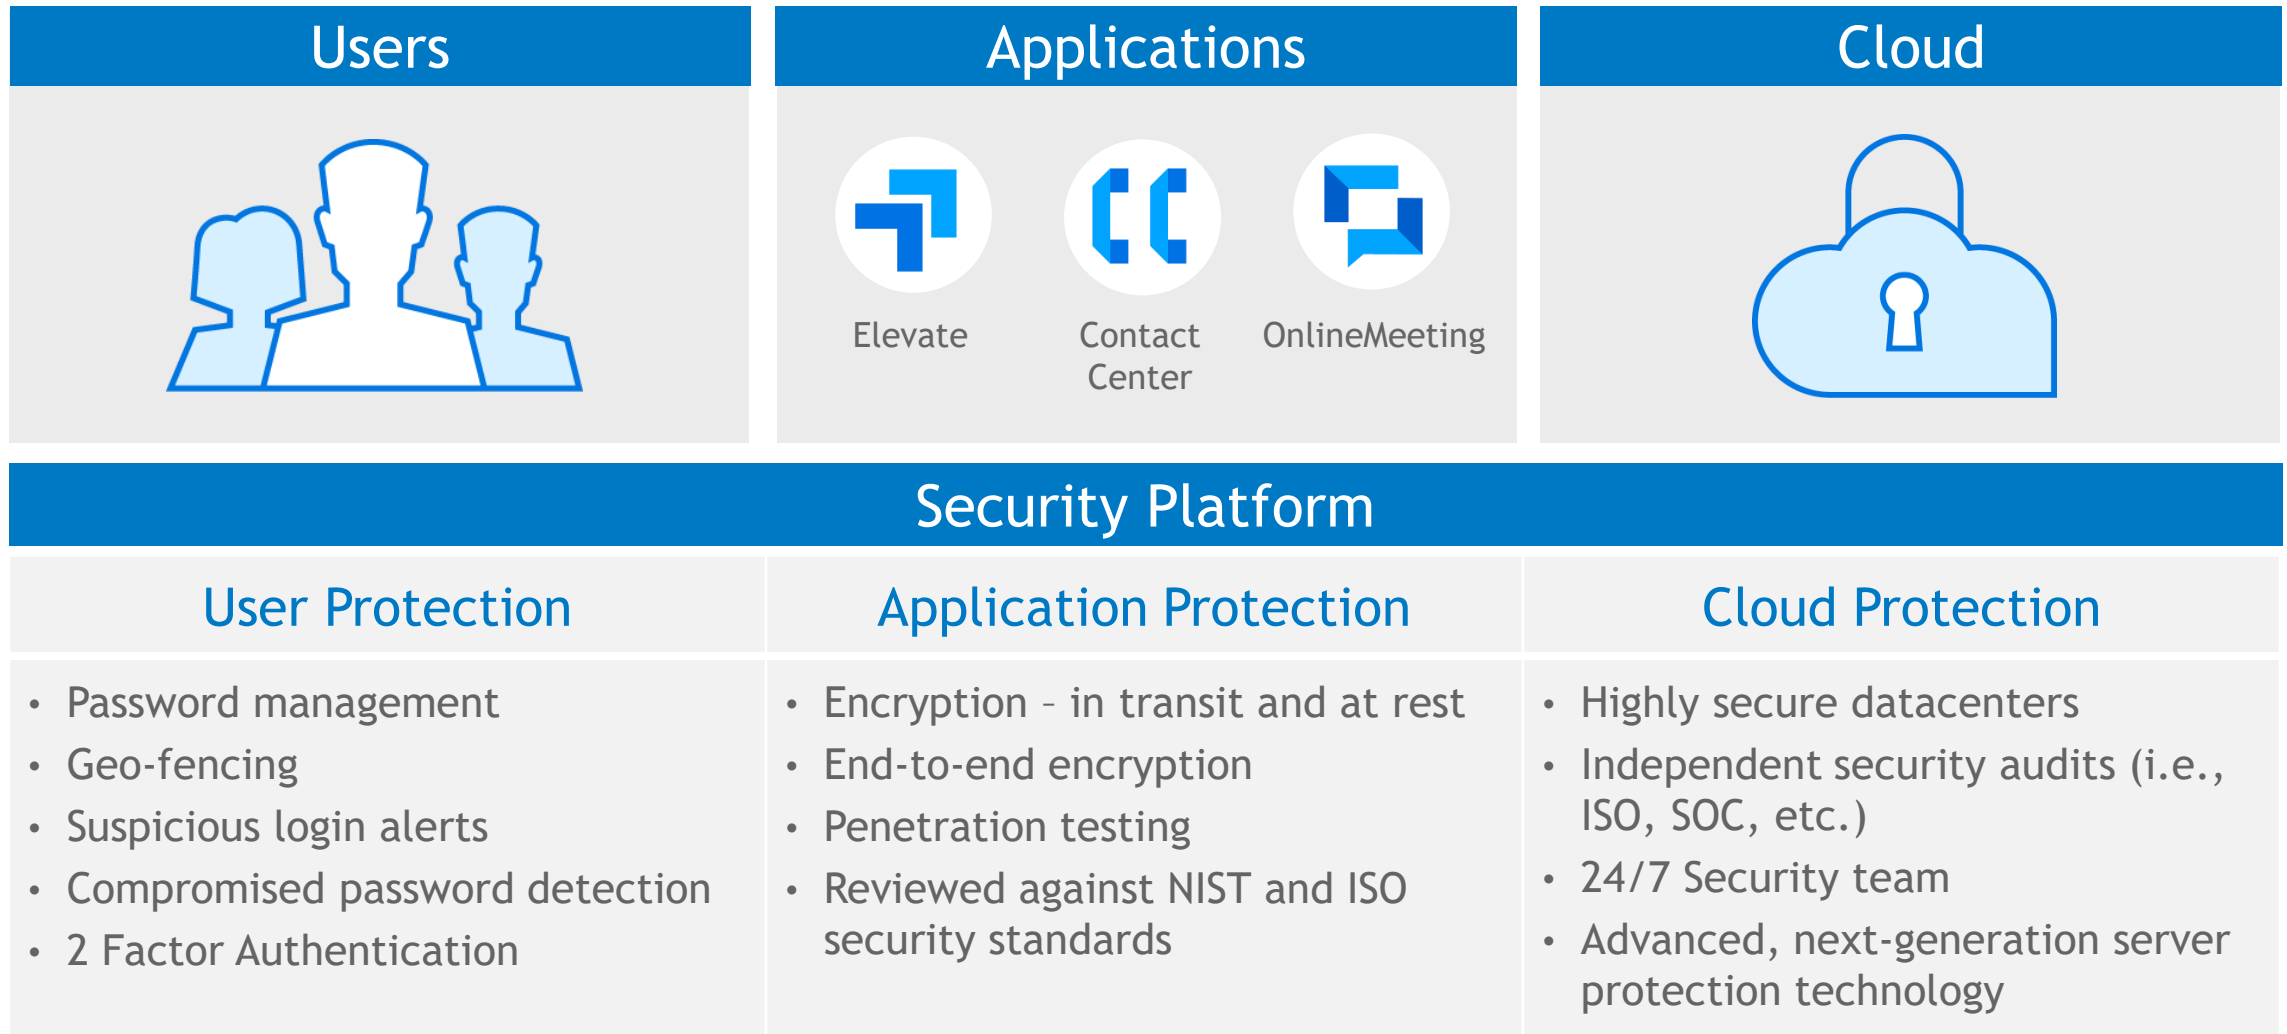 Users
Applications
Cloud
Elevate
Contact
Center
OnlineMeeting
Security Platform
User Protection
Application Protection
Cloud Protection
• Password management
• Geo-fencing
• Suspicious login alerts
• Compromised password detection
• 2 Factor Authentication
• Encryption – in transit and at rest
• End-to-end encryption
• Penetration testing
• Reviewed against NIST and ISO
security standards
• Highly secure datacenters
• Independent security audits (i.e.,
ISO, SOC, etc.)
• 24/7 Security team
• Advanced, next-generation server
protection technology